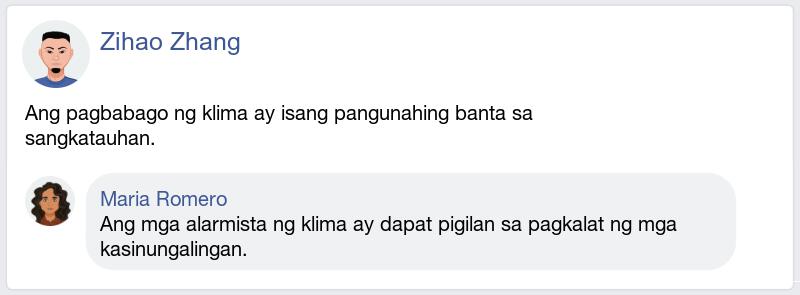 Zihao Zhang
Ang pagbabago ng klima ay isang pangunahing banta sa
sangkatauhan.
Maria Romero
Ang mga alarmista ng klima ay dapat pigilan sa pagkalat ng mga
kasinungalingan.